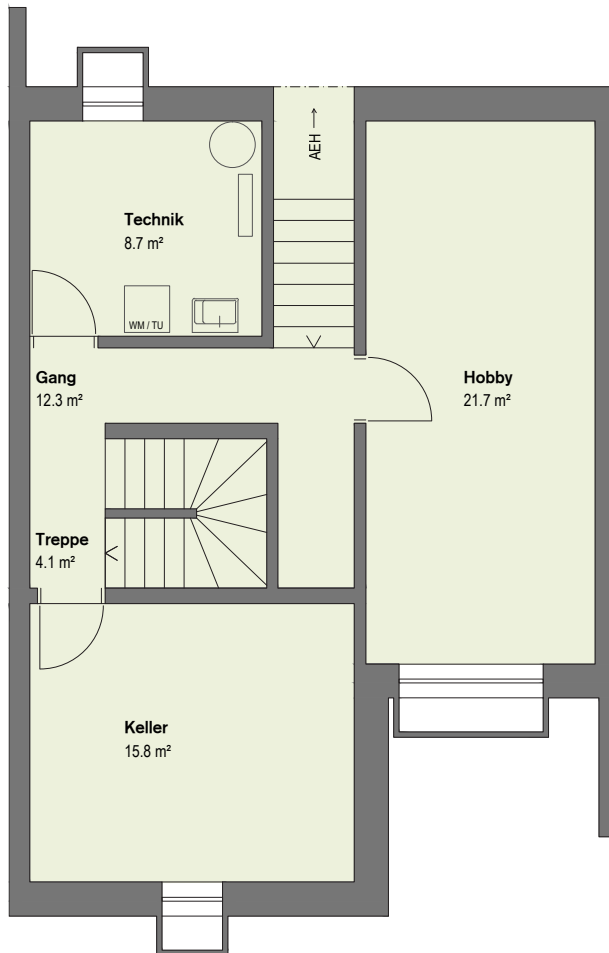 AEH
Technik
8.7 m²
WM / TU
Gang
12.3 m²
Hobby
21.7 m²
Treppe
4.1 m²
Keller
15.8 m²